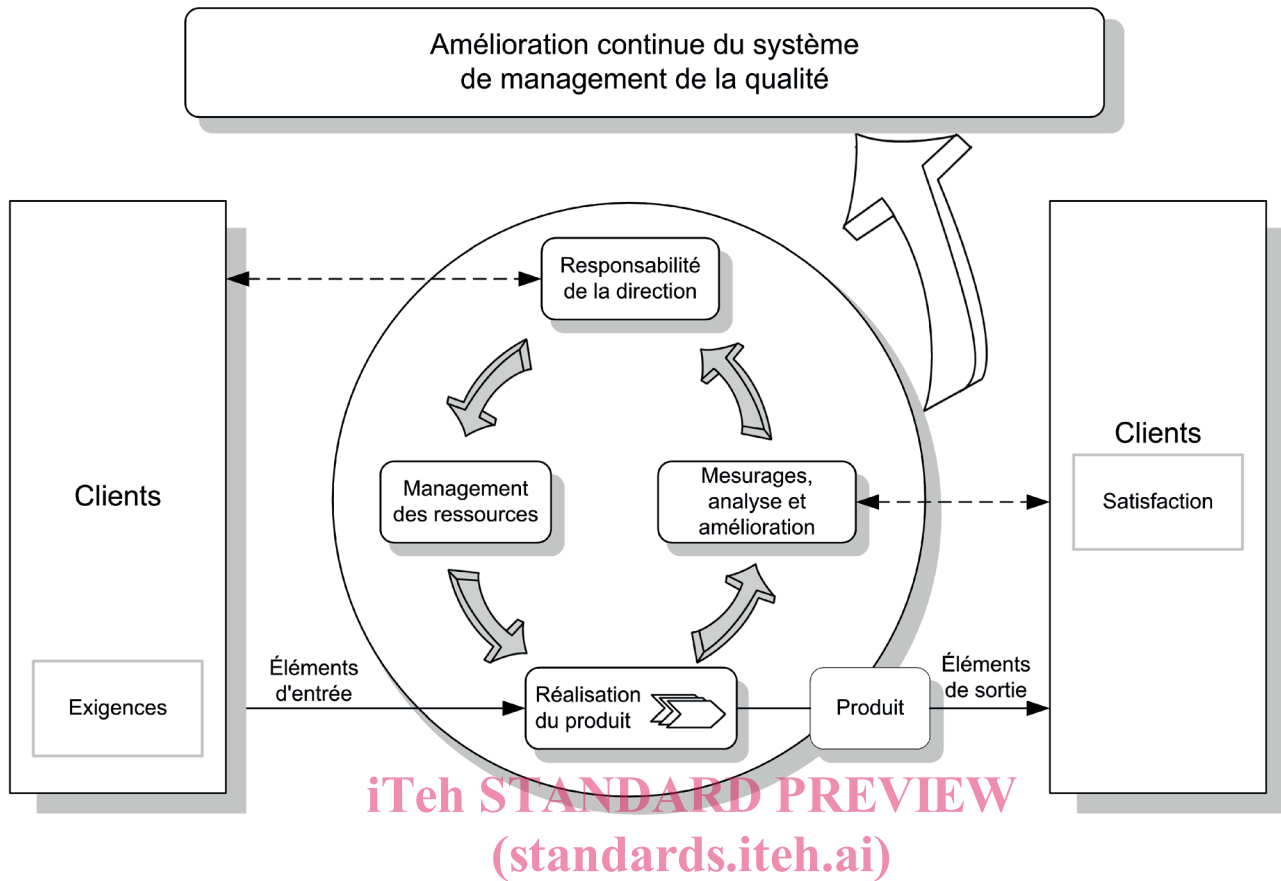 Amélioration continue du système
de management de la qualité
Responsabilité
de la direction
Clients
Management
des ressources
Mesurages,
analyse et
amélioration
Clients
Satisfaction
Exigences
Éléments
d'entrée
Réalisation
du produit
Produit
Éléments
de sortie
iTeh STANDARD PREVIEW
(standards.iteh.ai)